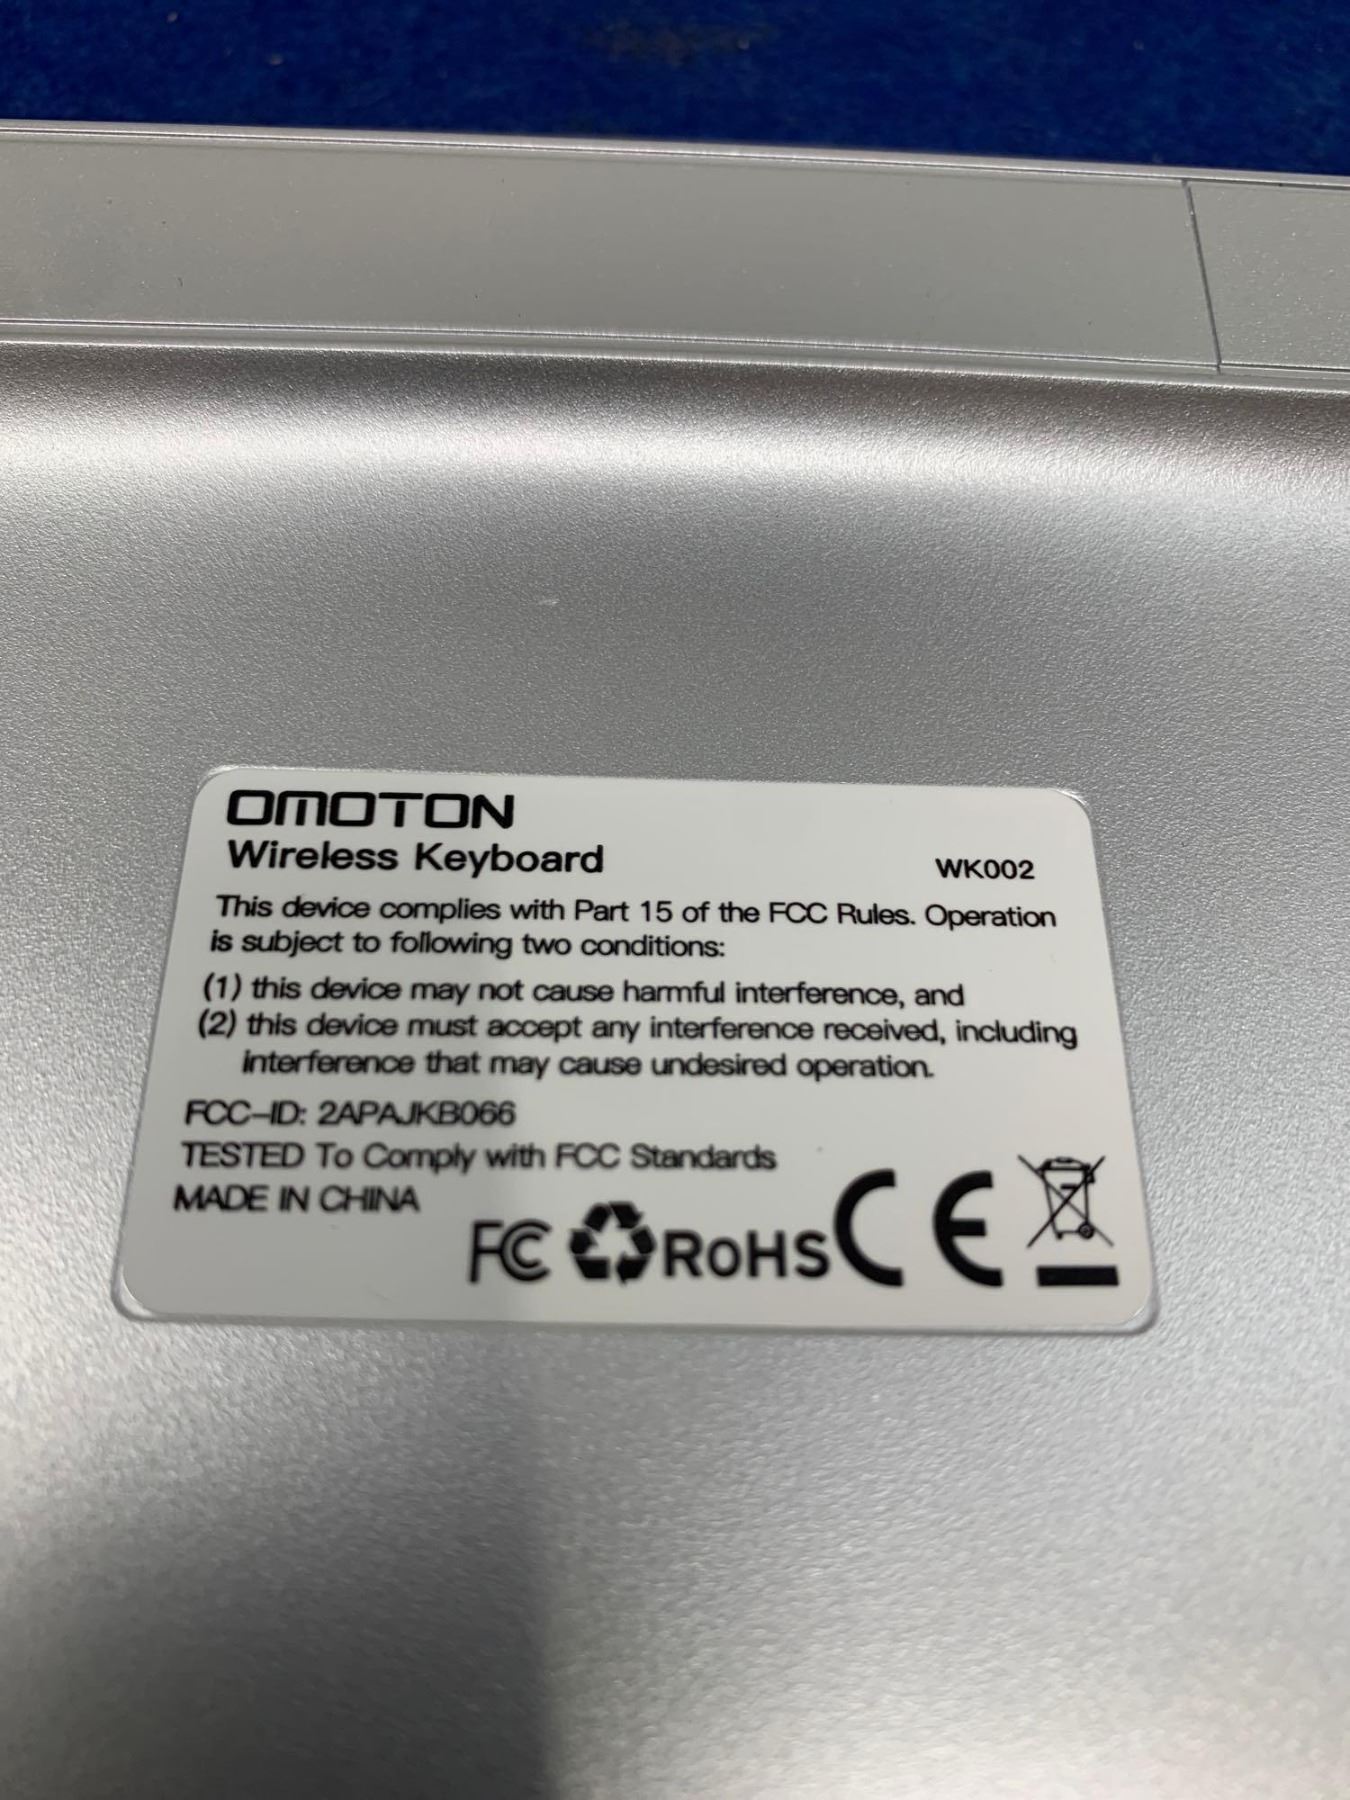 OMOTON
Wireless Keyboard
WK002
This device complies with Part 15 of the FCC Rules. Operation
is subject to following two conditions:
(1) this device may not cause harmful interference, and
(2) this device must accept any interference received, including
interference that may cause undesired operation.
FCC-ID: 2APAJKB066
TESTED To Comply with FCC Standards
MADE IN CHINA
FC RoHS CE